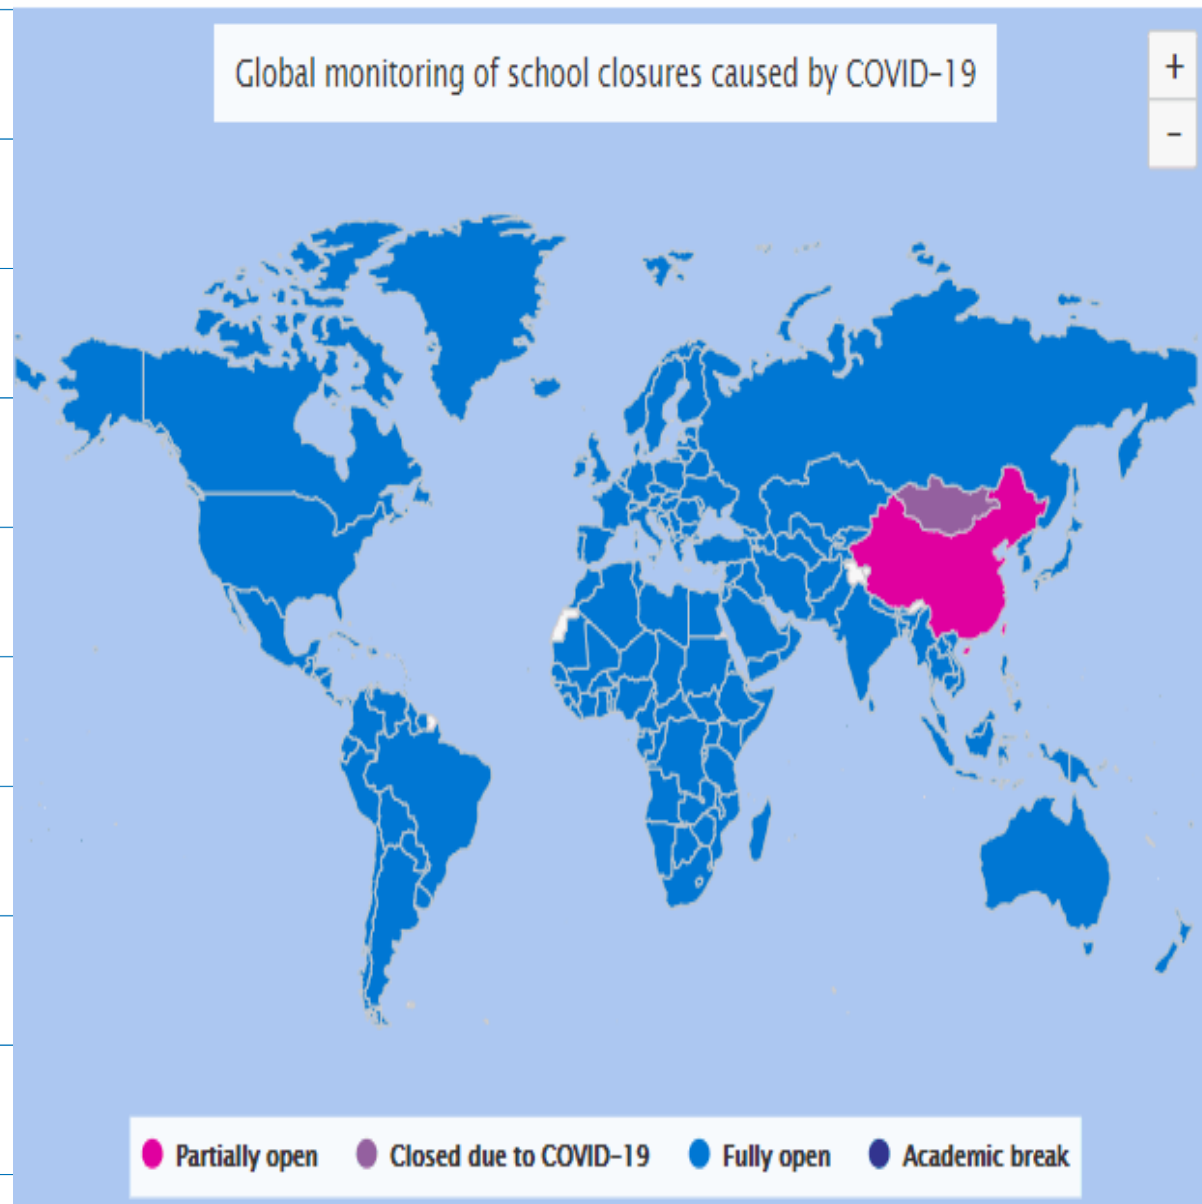 Global monitoring of school closures caused by COVID-19
+
-
Partially open
Closed due to COVID-19
Fully open
Academic break